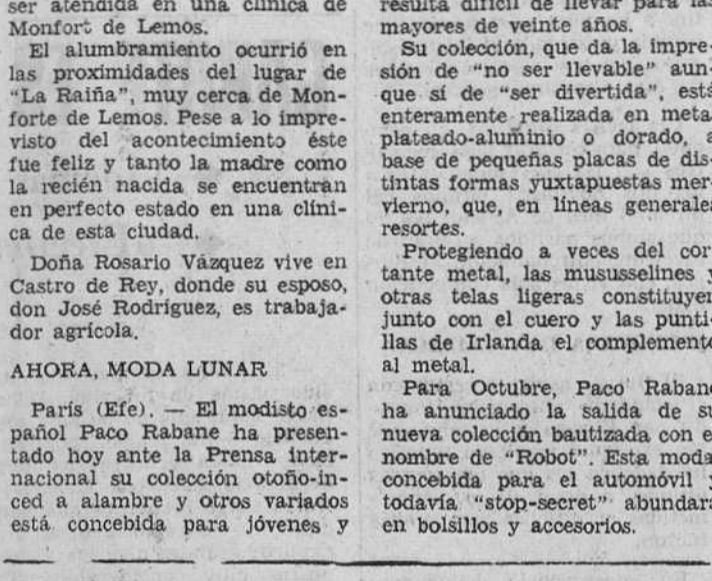 ser atendida en una clínica de
Monfort de Lemos.
El alumbramiento ocurrió en
las proximidades del lugar de
“La Raiña”, muy cerca de Mon-
forte de Lemos. Pese a lo impre-
visto del acontecimiento éste
fue feliz y tanto la madre como
la recién nacida se encuentran
en perfecto estado en una clíni-
ca de esta ciudad.
Doña Rosario Vázquez vive en
Castro de Rey, donde su esposo,
don José Rodríguez, es trabaja-
dor agrícola.
AHORA, MODA LUNAR
París (Efe). — El modisto es-
pañol Paco Rabane ha presen-
tado hoy ante la Prensa inter-
nacional su colección otoño-in-
ced a alambre y otros variados
está concebida para jóvenes y
resulta difícil de llevar para las
mayores de veinte años.
Su colección, que da la impre-
sión de “no ser llevable” aun-
que sí de “ser divertida”, está
enteramente realizada en metal
plateado-aluminio o dorado, a
base de pequeñas placas de dis-
tintas formas yuxtapuestas mer-
vierno, que, en líneas generales
resortes.
Protegiendo a veces del cor-
tante metal, las mususselines y
otras telas ligeras constituyen
junto con el cuero y las punti-
llas de Irlanda el complemento
al metal.
Para Octubre, Paco Rabane
ha anunciado la salida de su
nueva colección bautizada con el
nombre de “Robot”. Esta moda,
concebida para el automóvil y
todavía “stop-secret” abundará
en bolsillos y accesorios.